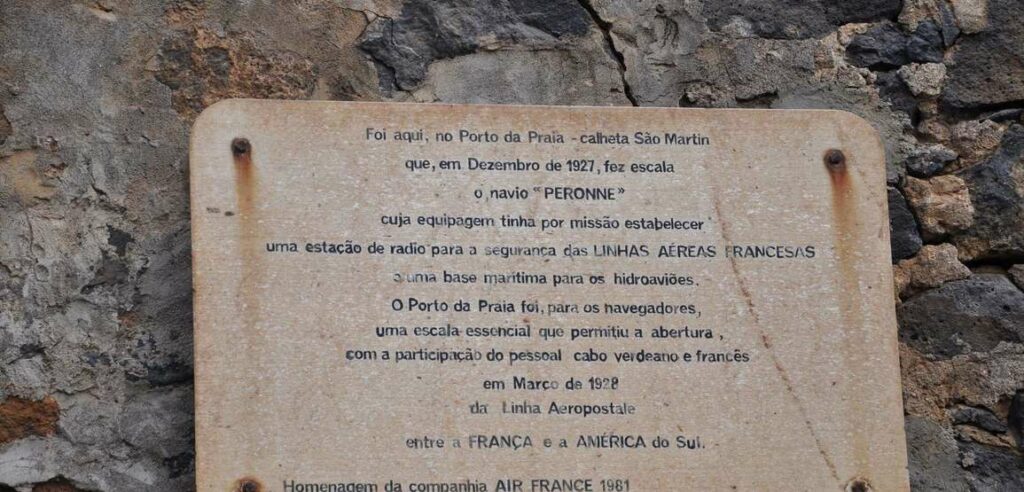 Foi aqui, no Porto da Praia - calheta São Martin
que, em Dezembro de 1927, fez escala
o navio "PERONNE"
cuja equipagem tinha por missão estabelecer
uma estação de radio para a segurança das LINHAS AÉREAS FRANCESAS
e uma base maritima para os hidroaviões.
O Porto da Praia foi, para os navegadores,
uma escala essencial que permitiu a abertura,
com a participação do pessoal cabo verdeano e francês
em Março de 1928
da Linha Aeropostale
entre a FRANÇA e a AMÉRICA do Sul.
Homenagem da companhia AIR FRANCE 1981